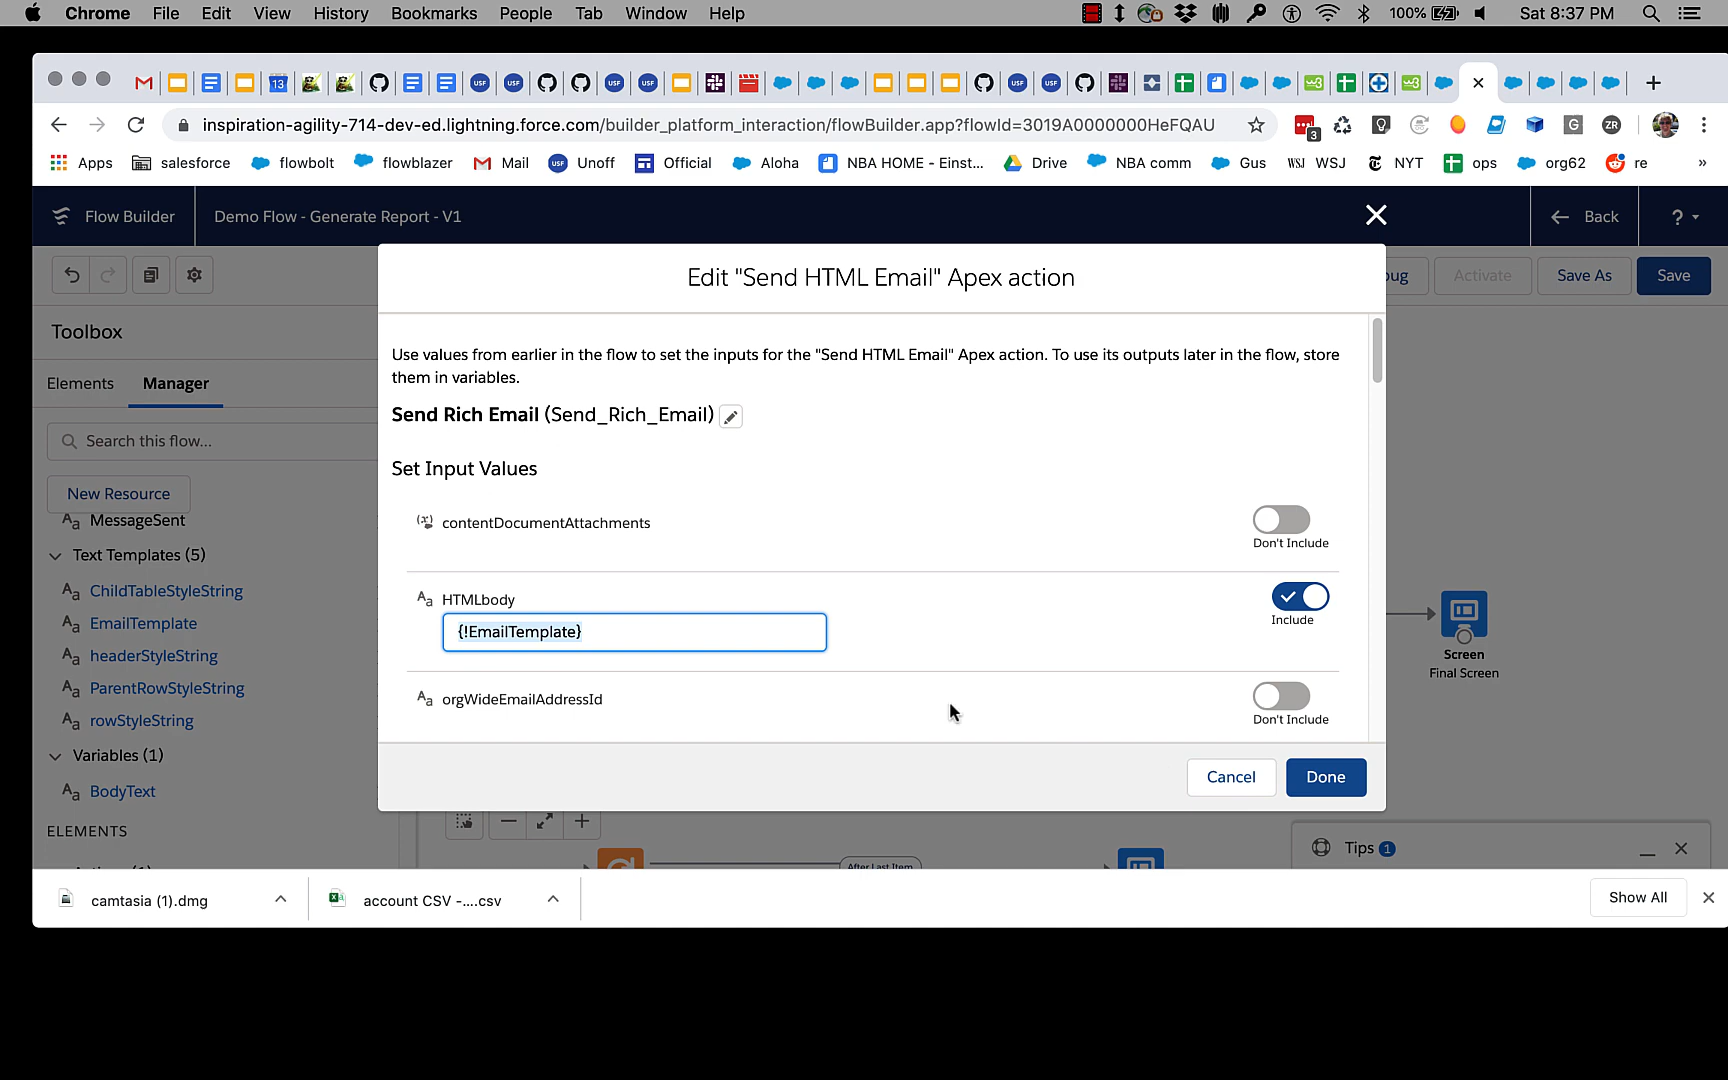 Chrome File Edit View History Bookmarks People Tab Window Help 100% Sat 8:37 PM
inspiration-agility-714-dev-ed.lightning.force.com/builder_platform_interaction/flowBuilder.app?flowId=3019A0000000HeFQAU
Apps salesforce flowbolt flowblazer Mail Unoff Official Aloha NBA HOME - Einst... Drive NBA comm Gus WSJ WSJ NYT ops org62 re »
Flow Builder Demo Flow - Generate Report - V1 Back ?
Edit "Send HTML Email" Apex action
bug Activate Save As Save
Toolbox
Use values from earlier in the flow to set the inputs for the "Send HTML Email" Apex action. To use its outputs later in the flow, store
them in variables.
Elements Manager
Send Rich Email (Send_Rich_Email)
Search this flow...
Set Input Values
New Resource
MessageSent
contentDocumentAttachments
Don't Include
Text Templates (5)
ChildTableStyleString
HTMLbody
Include
EmailTemplate
{!EmailTemplate}
headerStyleString
Screen
Final Screen
ParentRowStyleString
orgWideEmailAddressId
Don't Include
rowStyleString
Variables (1)
BodyText
Cancel Done
ELEMENTS
Tips 1
After Last Item
camtasia (1).dmg account CSV -....csv Show All